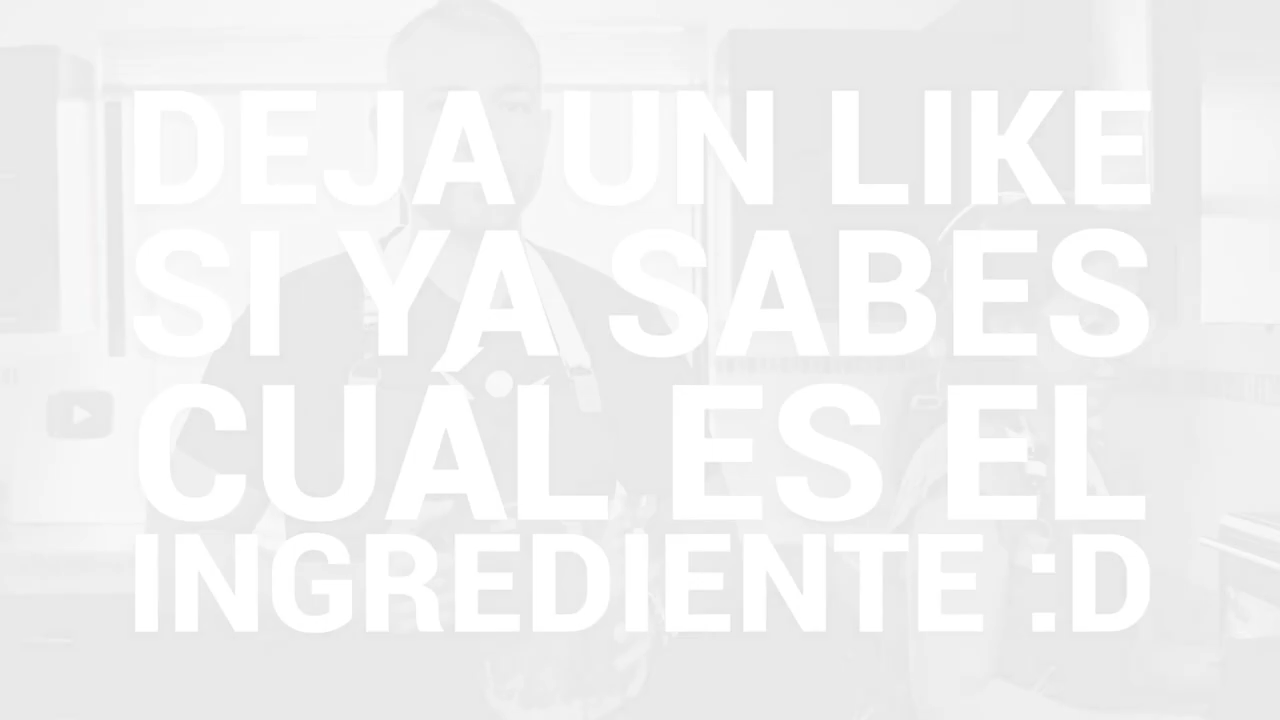 DEJA UN LIKE
SI YA SABES
CUÁL ES EL
INGREDIENTE :D